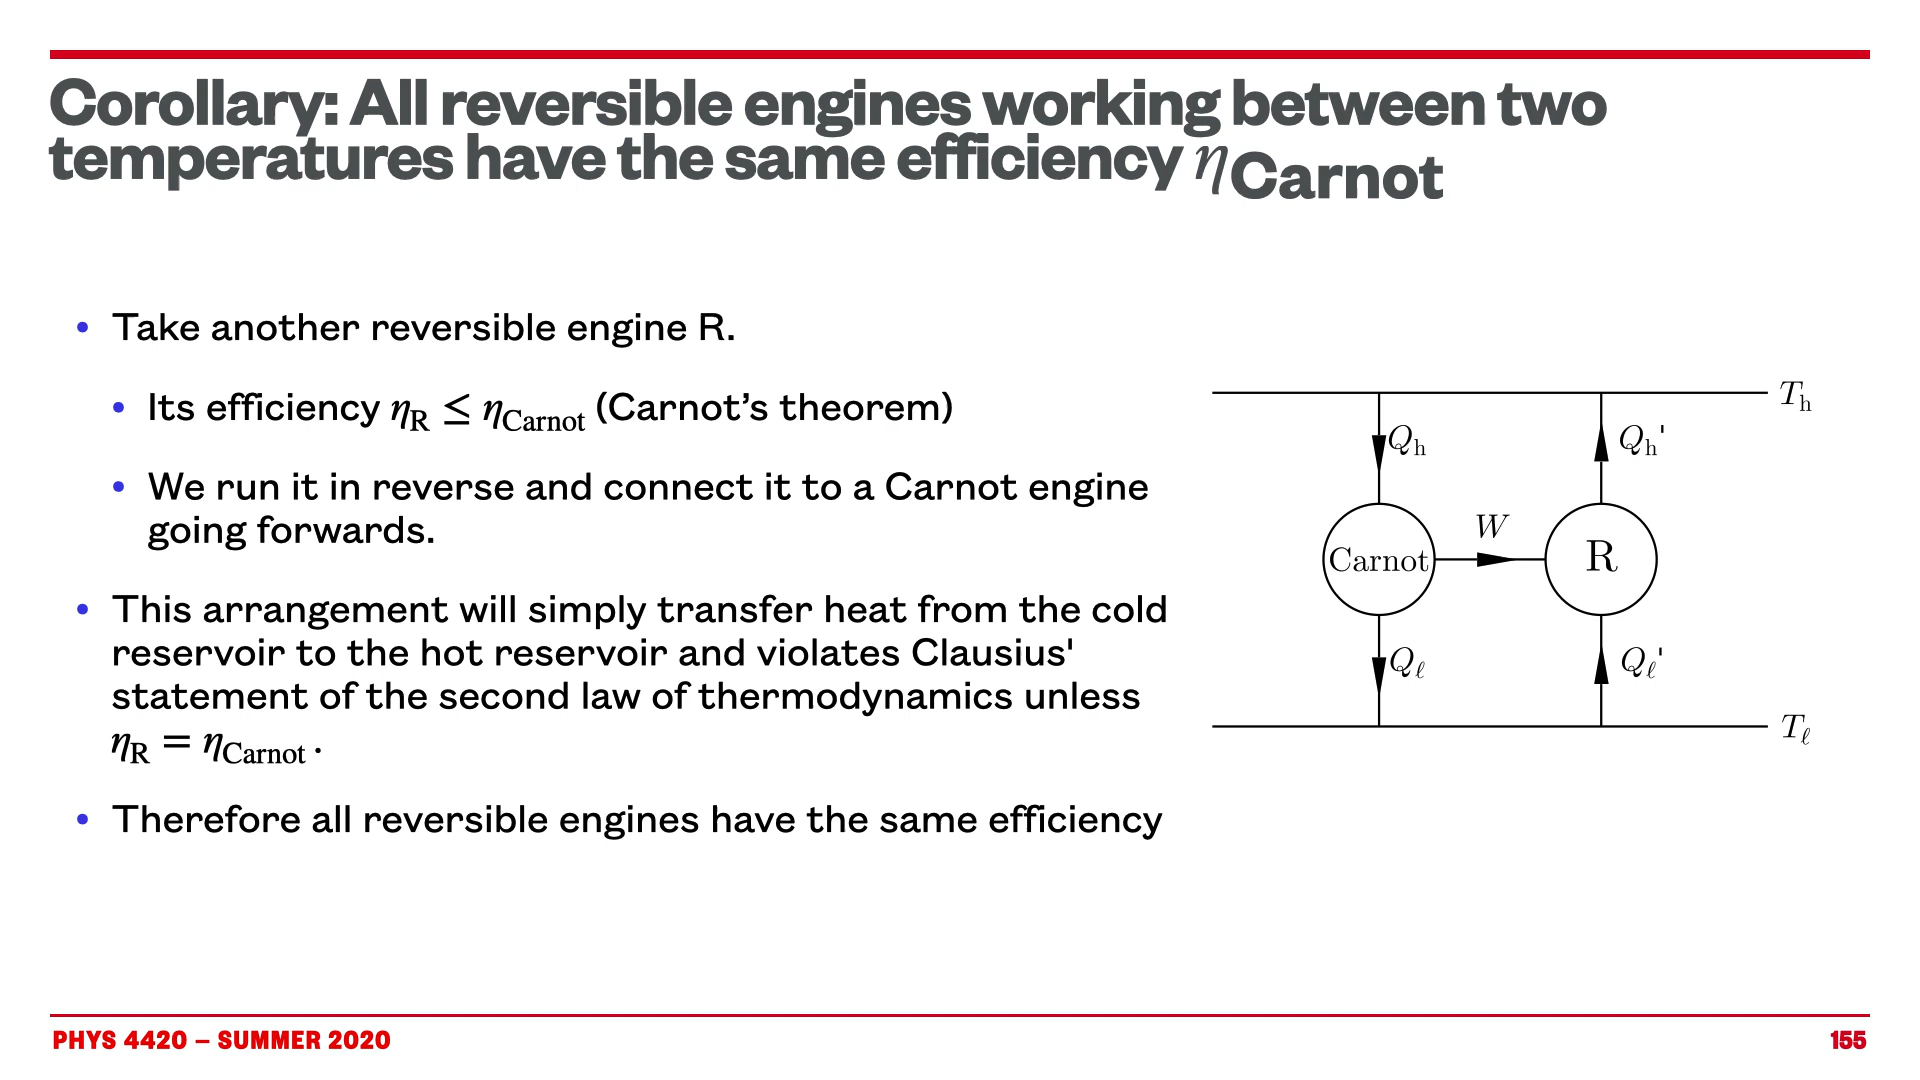 Corollary: All reversible engines working between two
temperatures have the same efficiency η_Carnot
• Take another reversible engine R.
• Its efficiency η_R ≤ η_Carnot (Carnot’s theorem)
• We run it in reverse and connect it to a Carnot engine
going forwards.
• This arrangement will simply transfer heat from the cold
reservoir to the hot reservoir and violates Clausius'
statement of the second law of thermodynamics unless
η_R = η_Carnot .
• Therefore all reversible engines have the same efficiency
T_h
Q_h
Q_h'
W
Carnot
R
Q_ℓ
Q_ℓ'
T_ℓ
PHYS 4420 – SUMMER 2020
155